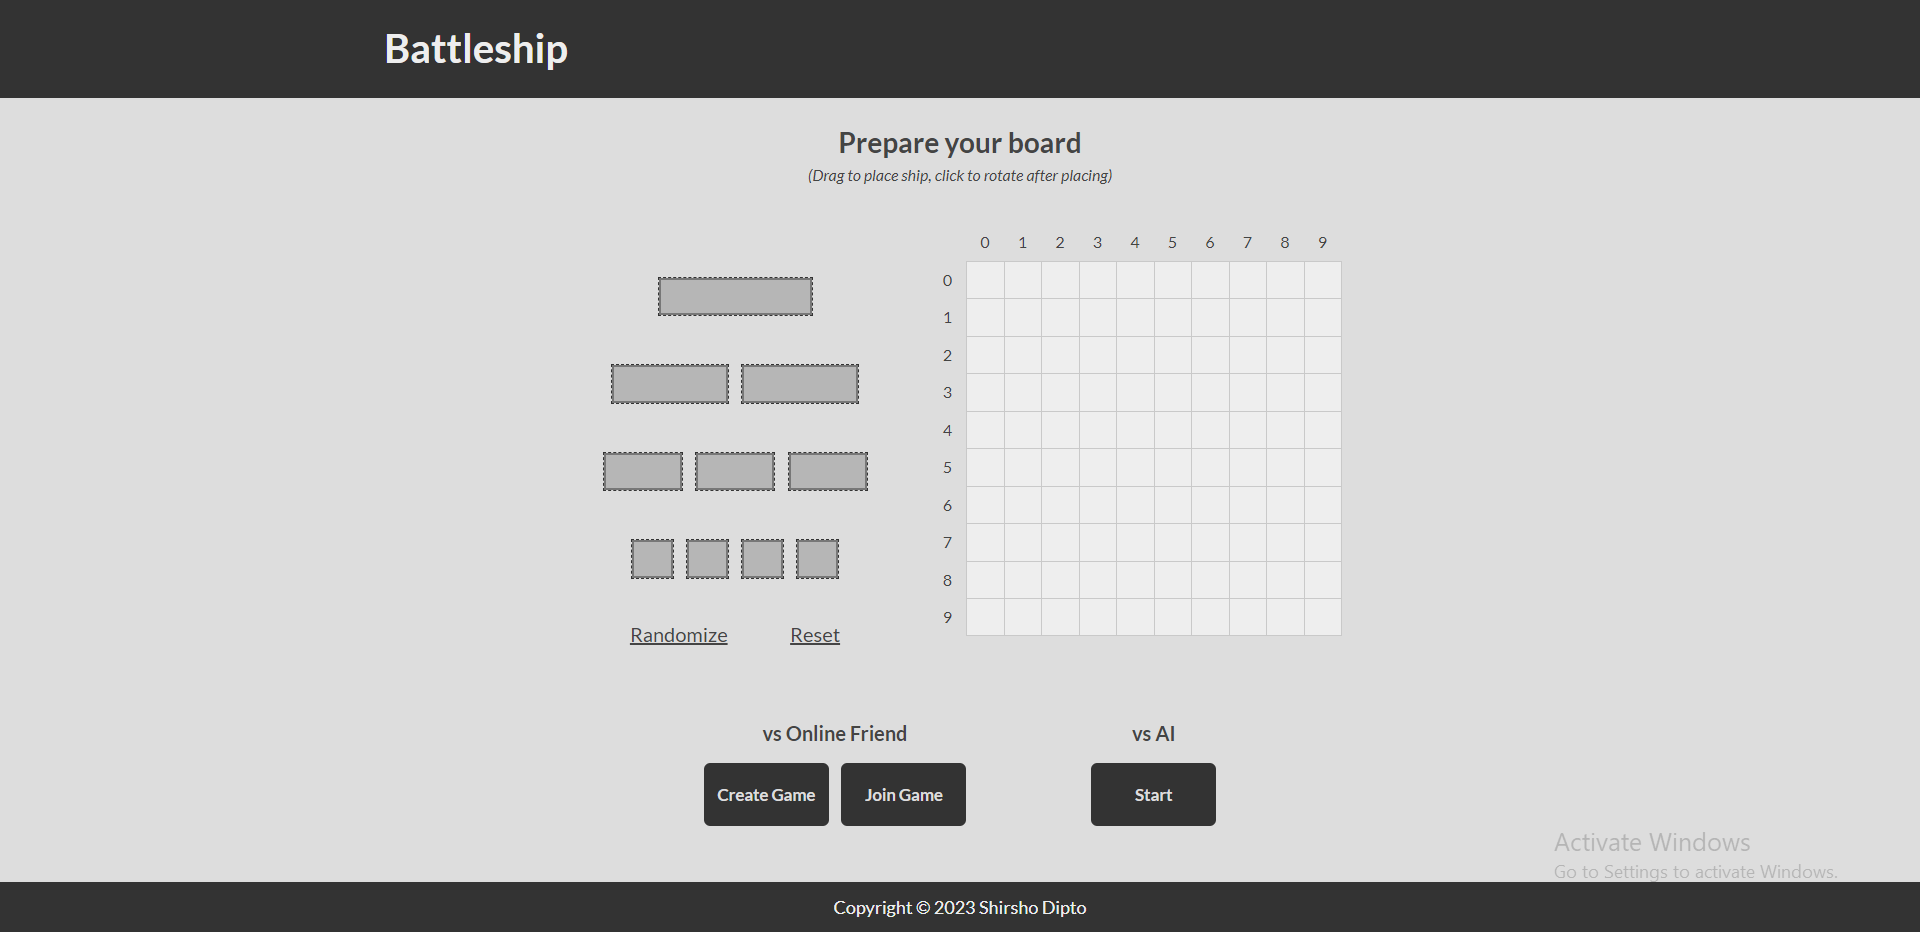 Battleship
Prepare your board
(Drag to place ship, click to rotate after placing)
0 1 2 3 4 5 6 7 8 9
0
1
2
3
4
5
6
7
8
9
Randomize Reset
vs Online Friend vs AI
Create Game Join Game Start
Activate Windows
Go to Settings to activate Windows.
Copyright © 2023 Shirsho Dipto